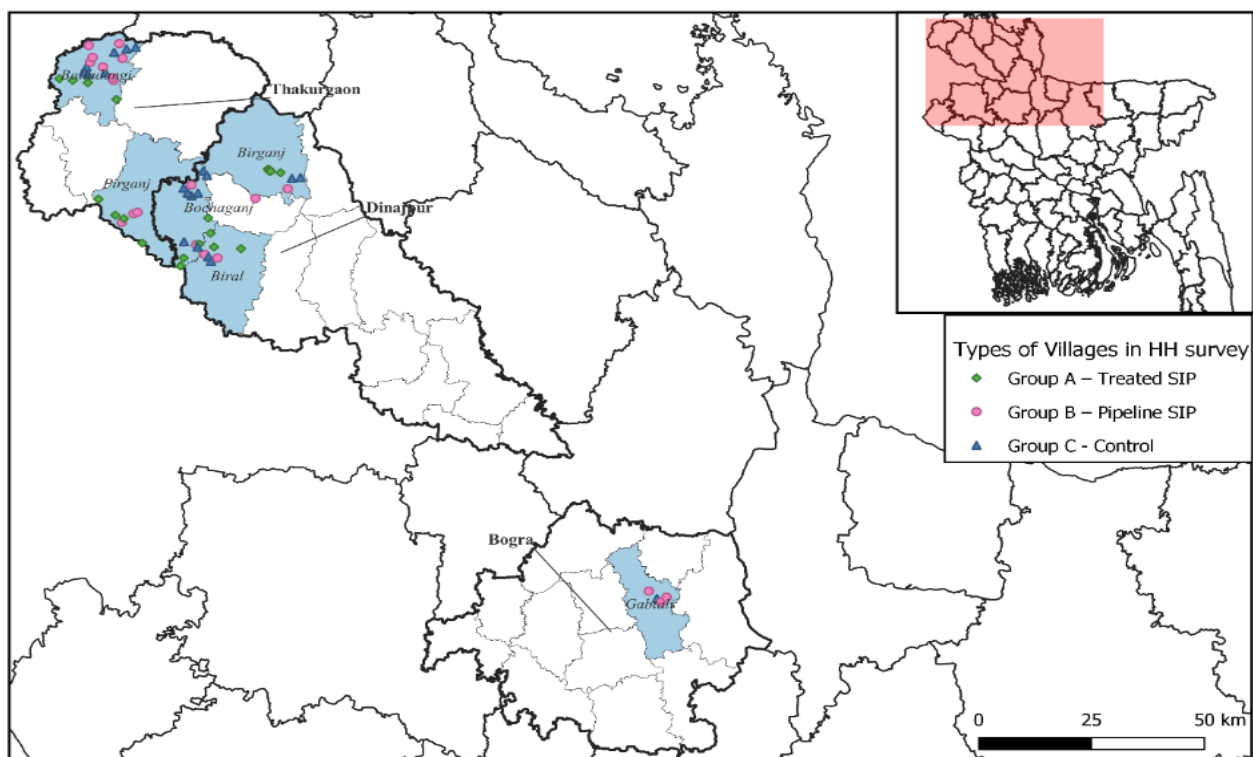 Baliadangi
Thakurgaon
Birganj
Birganj
Bochaganj
Dinajpur
Biral
Bogra
Gabtali
Types of Villages in HH survey
Group A – Treated SIP
Group B – Pipeline SIP
Group C - Control
0 25 50 km